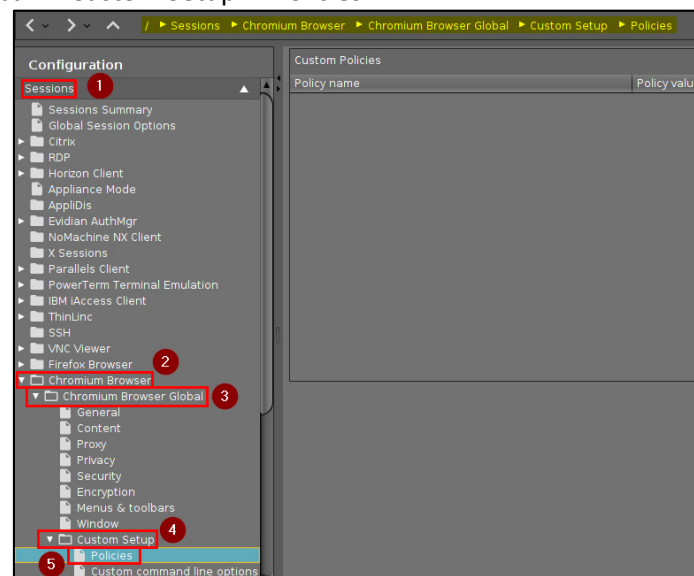 / ▸ Sessions ▸ Chromium Browser ▸ Chromium Browser Global ▸ Custom Setup ▸ Policies
Configuration
Custom Policies
Sessions
1
Policy name
Policy valu
Sessions Summary
Global Session Options
Citrix
RDP
Horizon Client
Appliance Mode
AppliDis
Evidian AuthMgr
NoMachine NX Client
X Sessions
Parallels Client
PowerTerm Terminal Emulation
IBM iAccess Client
ThinLinc
SSH
VNC Viewer
Firefox Browser
2
Chromium Browser
Chromium Browser Global
3
General
Content
Proxy
Privacy
Security
Encryption
Menus & toolbars
Window
4
Custom Setup
Policies
5
Custom command line options